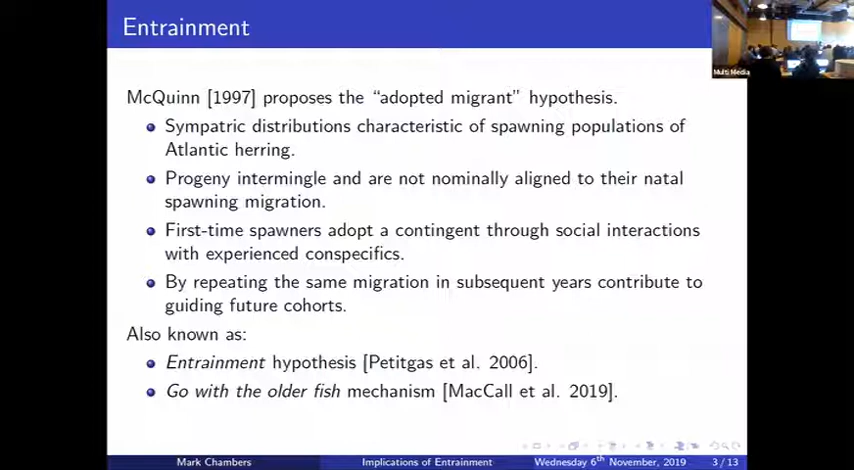 Entrainment
Multi Media
McQuinn [1997] proposes the “adopted migrant” hypothesis.
Sympatric distributions characteristic of spawning populations of
Atlantic herring.
Progeny intermingle and are not nominally aligned to their natal
spawning migration.
First-time spawners adopt a contingent through social interactions
with experienced conspecifics.
By repeating the same migration in subsequent years contribute to
guiding future cohorts.
Also known as:
Entrainment hypothesis [Petitgas et al. 2006].
Go with the older fish mechanism [MacCall et al. 2019].
Mark Chambers Implications of Entrainment Wednesday 6th November, 2019 3 / 13